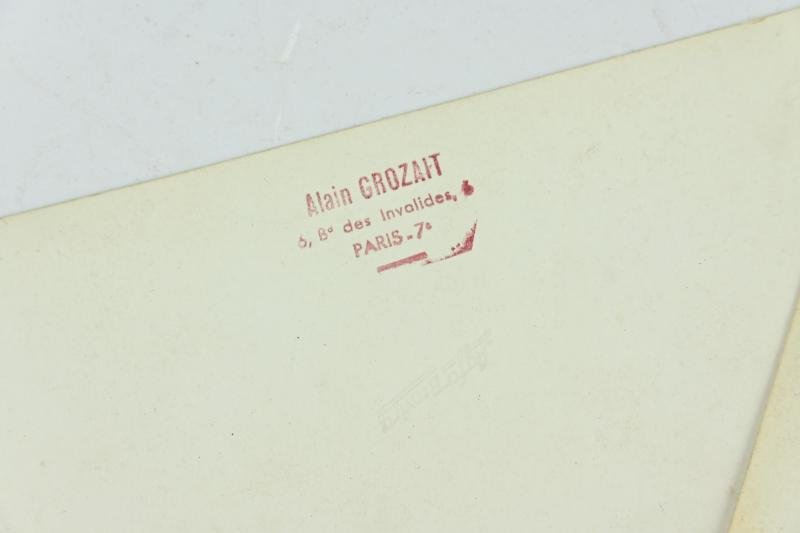 Alain GROZAIT
6, Bd des Invalides, 6
PARIS-7e